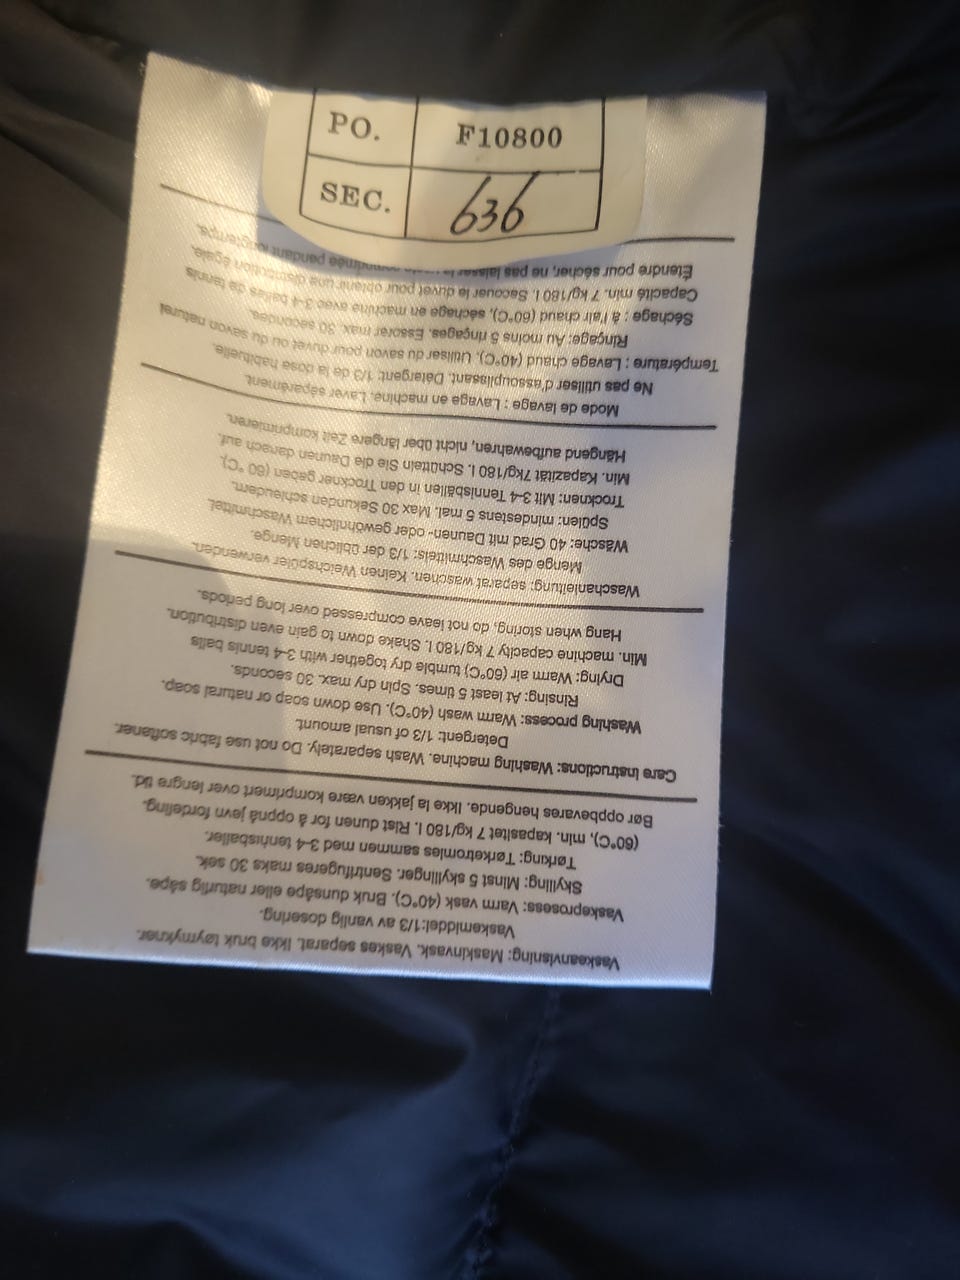 PO. F10800
SEC. 636
Vaskeanvisning: Maskinvask. Vaskes separat. Ikke bruk tøymykner.
Vaskemiddel:1/3 av vanlig dosering.
Vaskeprosess: Varm vask (40°C). Bruk dunsåpe eller naturlig såpe.
Skylling: Minst 5 skyllinger. Sentrifugeres maks 30 sek.
Tørking: Tørketromles sammen med 3-4 tennisballer.
(60°C), min. kapasitet 7 kg/180 l. Rist dunen for å oppnå jevn fordeling.
Bør oppbevares hengende. Ikke la jakken være komprimert over lengre tid.
Care instructions: Washing machine. Wash separately. Do not use fabric softener.
Detergent: 1/3 of usual amount.
Washing process: Warm wash (40°C). Use down soap or natural soap.
Rinsing: At least 5 times. Spin dry max. 30 seconds.
Drying: Warm air (60°C) tumble dry together with 3-4 tennis balls
Min. machine capacity 7 kg/180 l. Shake down to gain even distribution.
Hang when storing, do not leave compressed over long periods.
Waschanleitung: separat waschen. Keinen Weichspüler verwenden.
Menge des Waschmittels: 1/3 der üblichen Menge.
Wäsche: 40 Grad mit Daunen- oder gewöhnlichem Waschmittel.
Spülen: mindestens 5 mal. Max 30 Sekunden schleudern.
Trocknen: Mit 3-4 Tennisbällen in den Trockner geben (60 °C).
Min. Kapazität 7kg/180 l. Schütteln Sie die Daunen danach auf.
Hängend aufbewahren, nicht über längere Zeit komprimieren.
Mode de lavage : Lavage en machine. Laver séparément.
Ne pas utiliser d'assouplissant. Détergent: 1/3 de la dose habituelle.
Température : Lavage chaud (40°C). Utiliser du savon pour duvet ou du savon naturel
Rinçage: Au moins 5 rinçages. Essorer max. 30 secondes.
Séchage : à l'air chaud (60°C), séchage en machine avec 3-4 balles de tennis
Capacité min. 7 kg/180 l. Secouer le duvet pour obtenir une distribution égale.
Étendre pour sécher, ne pas laisser la veste comprimée pendant longtemps.